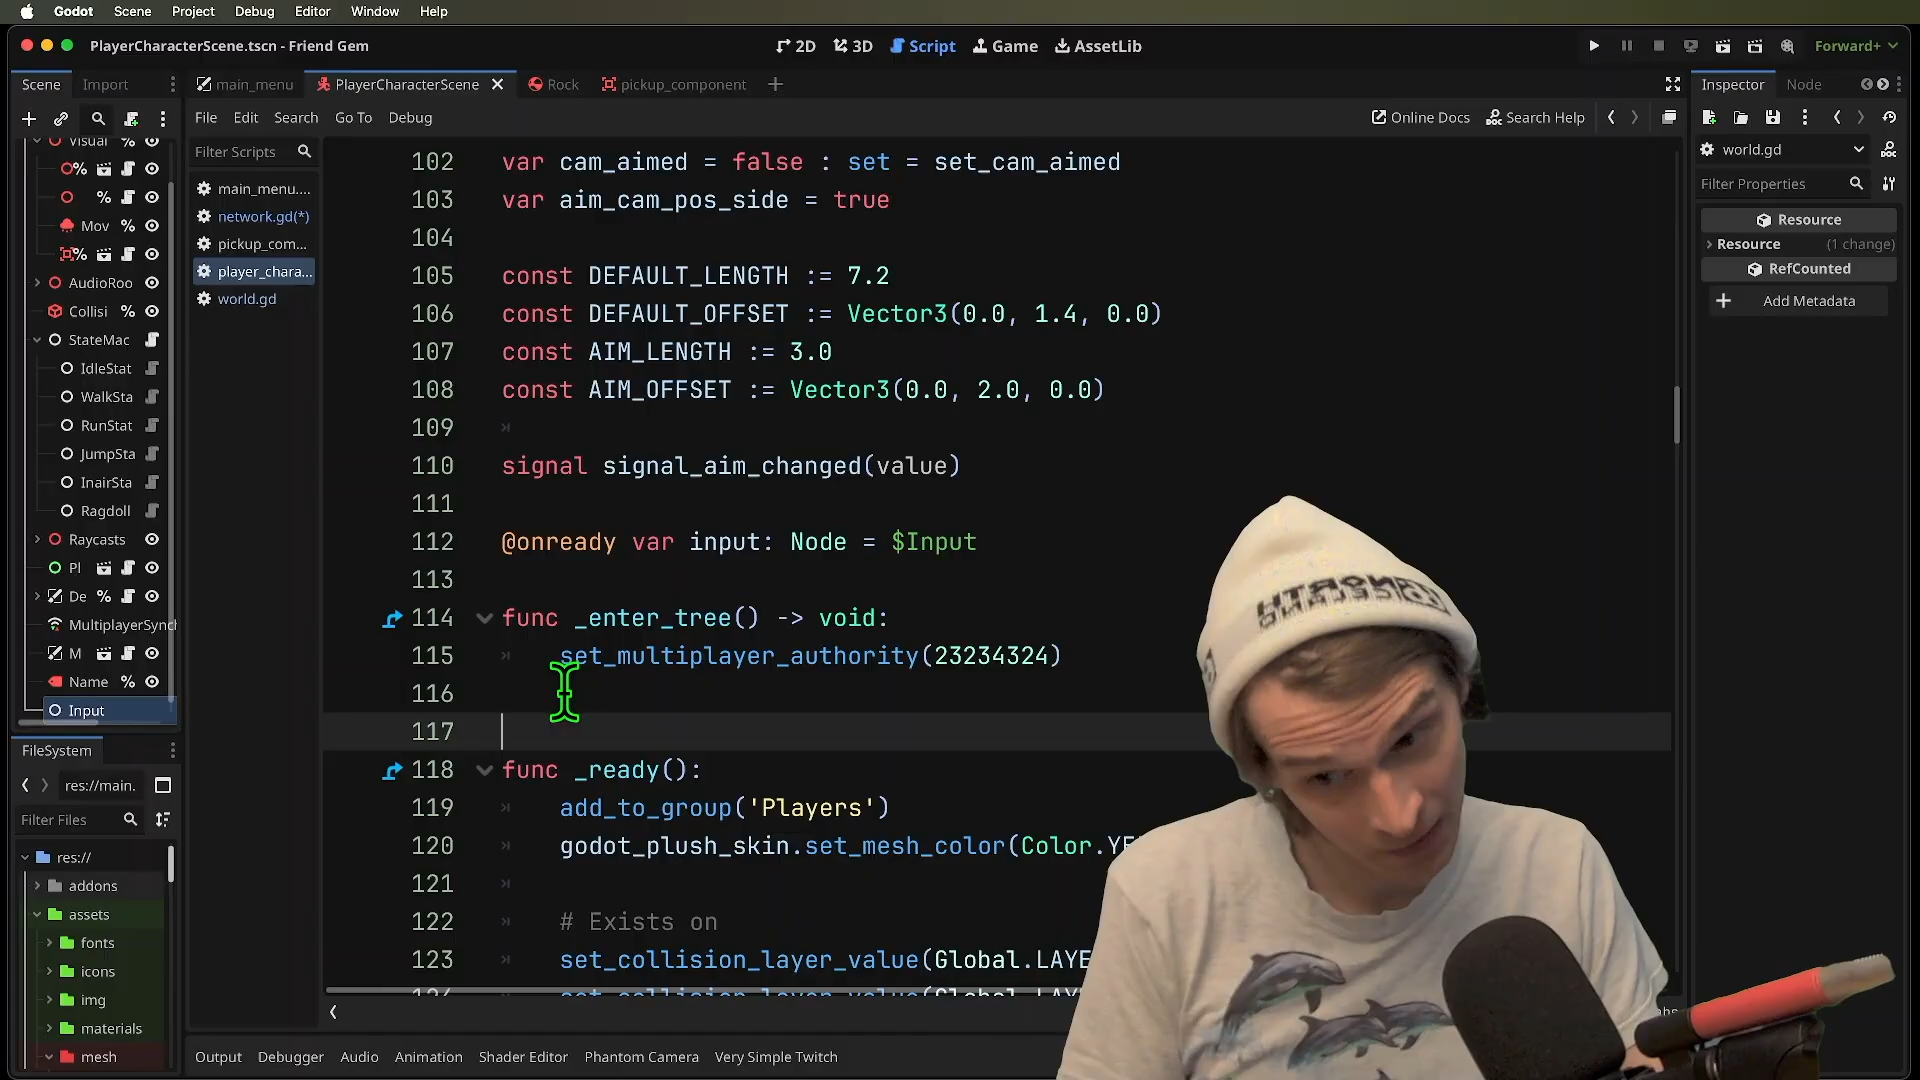 Godot Scene Project Debug Editor Window Help
PlayerCharacterScene.tscn - Friend Gem
2D 3D Script Game AssetLib
Forward+
Scene Import
main_menu PlayerCharacterScene Rock pickup_component
Inspector Node
File Edit Search Go To Debug
Online Docs Search Help
Filter Scripts
main_menu....
network.gd(*)
pickup_com...
player_chara...
world.gd
Visual %
%
%
Mov %
%
AudioRoo
Collisi %
StateMac
IdleStat
WalkSta
RunStat
JumpSta
InairSta
Ragdoll
Raycasts
Pl
De %
MultiplayerSynch
M
Name %
Input
FileSystem
res://main.
Filter Files
res://
addons
assets
fonts
icons
img
materials
mesh
102 var cam_aimed = false : set = set_cam_aimed
103 var aim_cam_pos_side = true
104
105 const DEFAULT_LENGTH := 7.2
106 const DEFAULT_OFFSET := Vector3(0.0, 1.4, 0.0)
107 const AIM_LENGTH := 3.0
108 const AIM_OFFSET := Vector3(0.0, 2.0, 0.0)
109
110 signal signal_aim_changed(value)
111
112 @onready var input: Node = $Input
113
114 func _enter_tree() -> void:
115 set_multiplayer_authority(23234324)
116
117
118 func _ready():
119 add_to_group('Players')
120 godot_plush_skin.set_mesh_color(Color.YE
121
122 # Exists on
123 set_collision_layer_value(Global.LAYE
world.gd
Filter Properties
Resource
Resource (1 change)
RefCounted
Add Metadata
Output Debugger Audio Animation Shader Editor Phantom Camera Very Simple Twitch